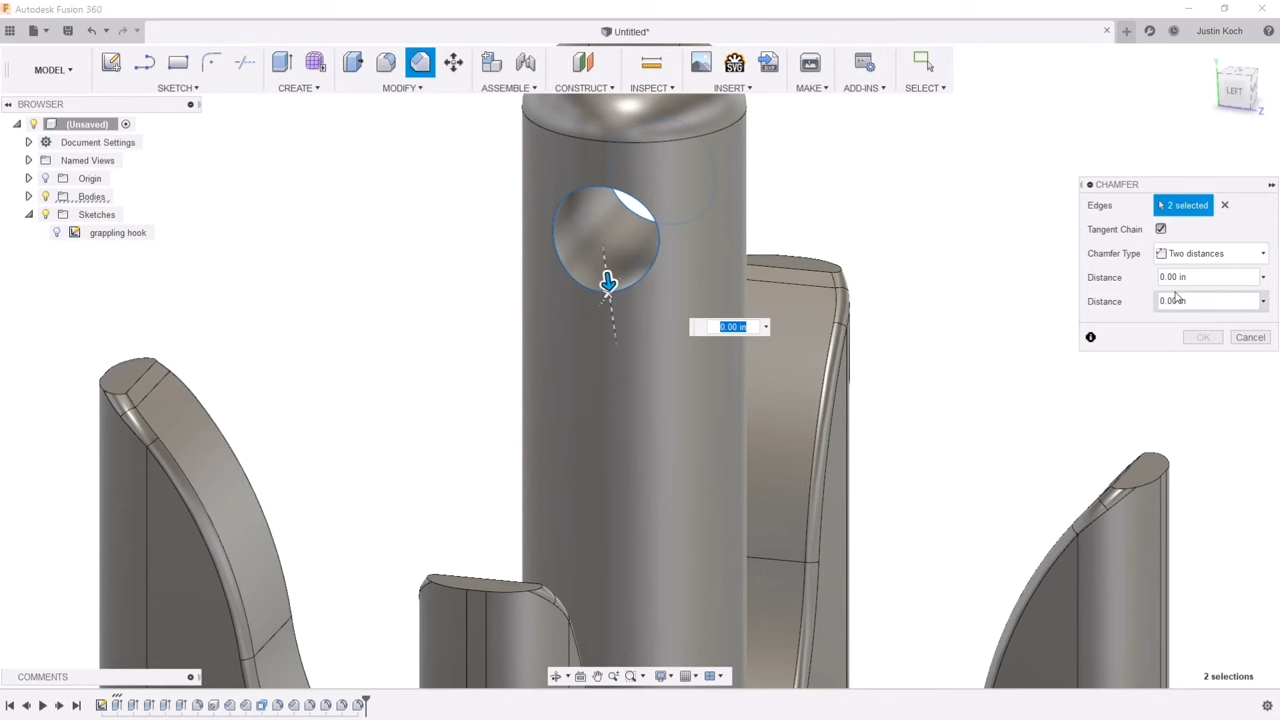 Autodesk Fusion 360
Untitled*
Justin Koch
MODEL
SKETCH
CREATE
MODIFY
ASSEMBLE
CONSTRUCT
INSPECT
INSERT
MAKE
ADD-INS
SELECT
SVG
DXF
Y
LEFT
Z
BROWSER
(Unsaved)
Document Settings
Named Views
Origin
Bodies
Sketches
grappling hook
CHAMFER
Edges 2 selected
Tangent Chain
Chamfer Type Two distances
Distance 0.00 in
Distance 0.00 in
OK Cancel
0.00 in
COMMENTS
2 selections